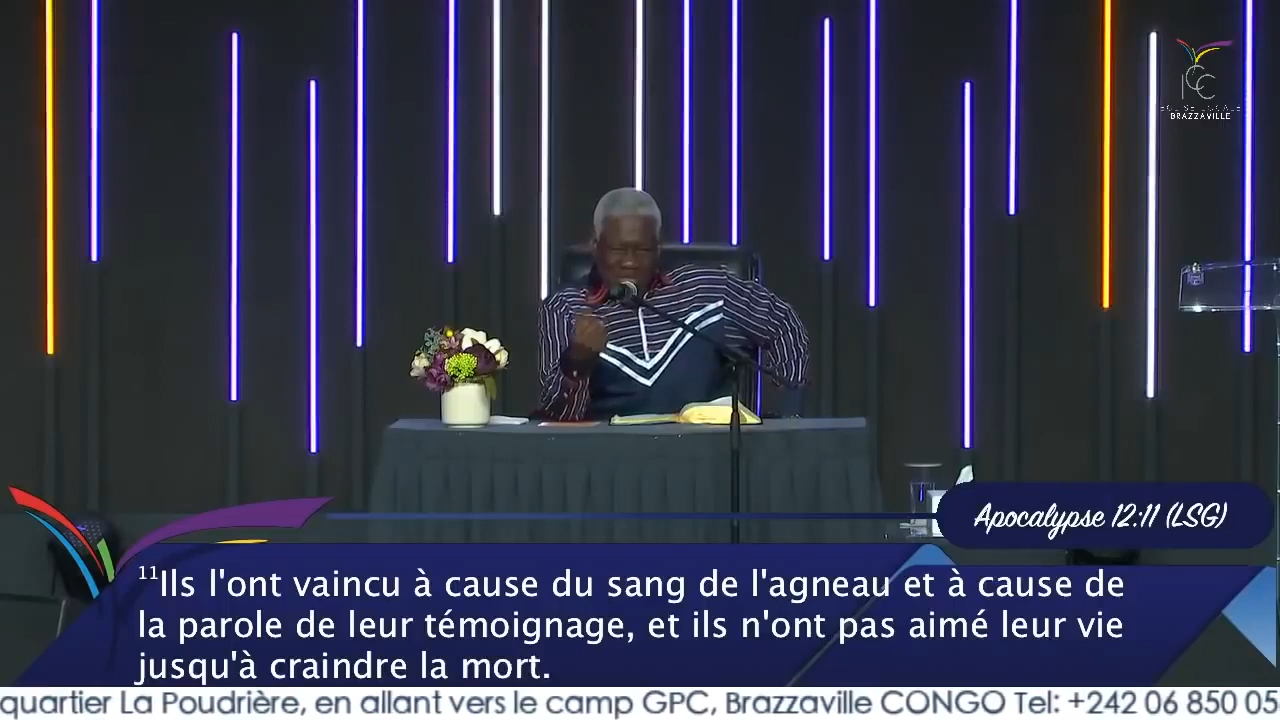 ICC
BRAZZAVILLE
Apocalypse 12:11 (LSG)
11Ils l'ont vaincu à cause du sang de l'agneau et à cause de
la parole de leur témoignage, et ils n'ont pas aimé leur vie
jusqu'à craindre la mort.
quartier La Poudrière, en allant vers le camp GPC, Brazzaville CONGO Tel: +242 06 850 05